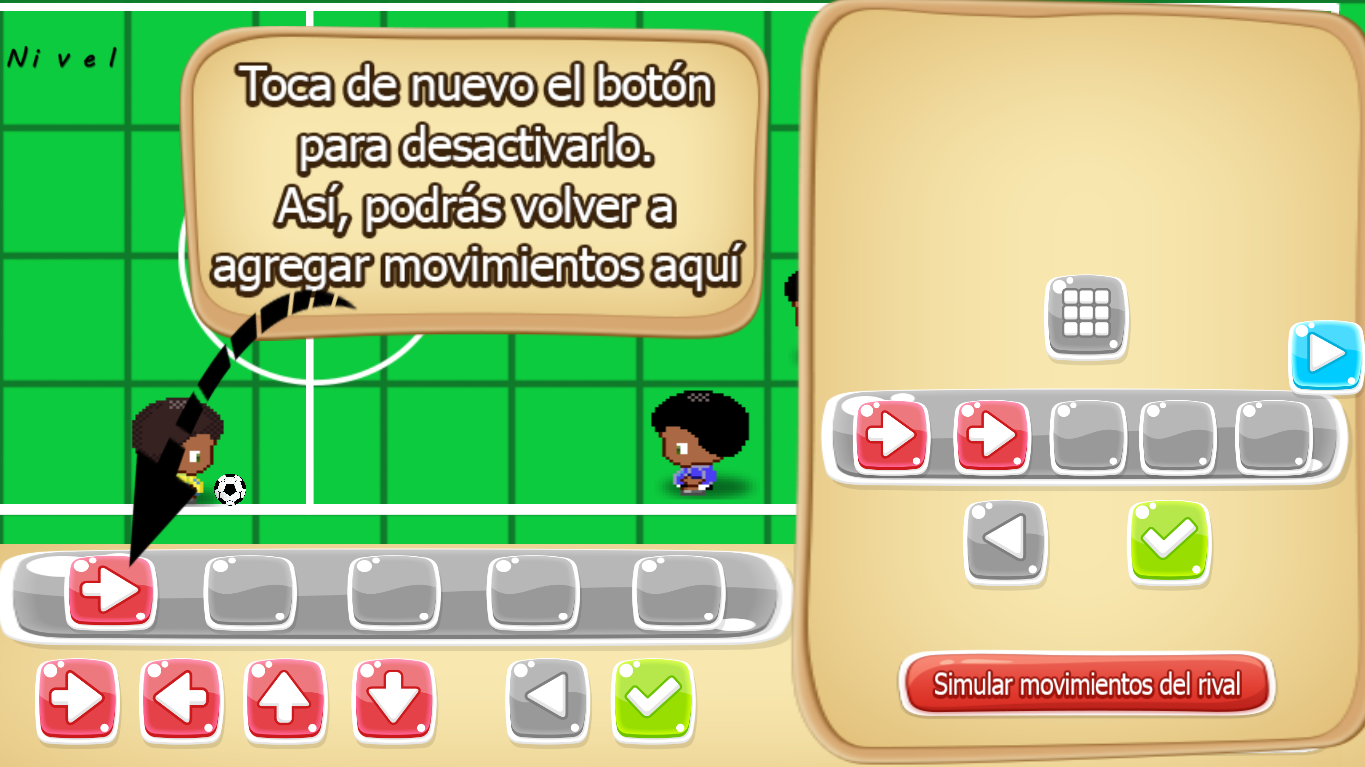 Nivel
Toca de nuevo el botón
para desactivarlo.
Así, podrás volver a
agregar movimientos aquí
Simular movimientos del rival